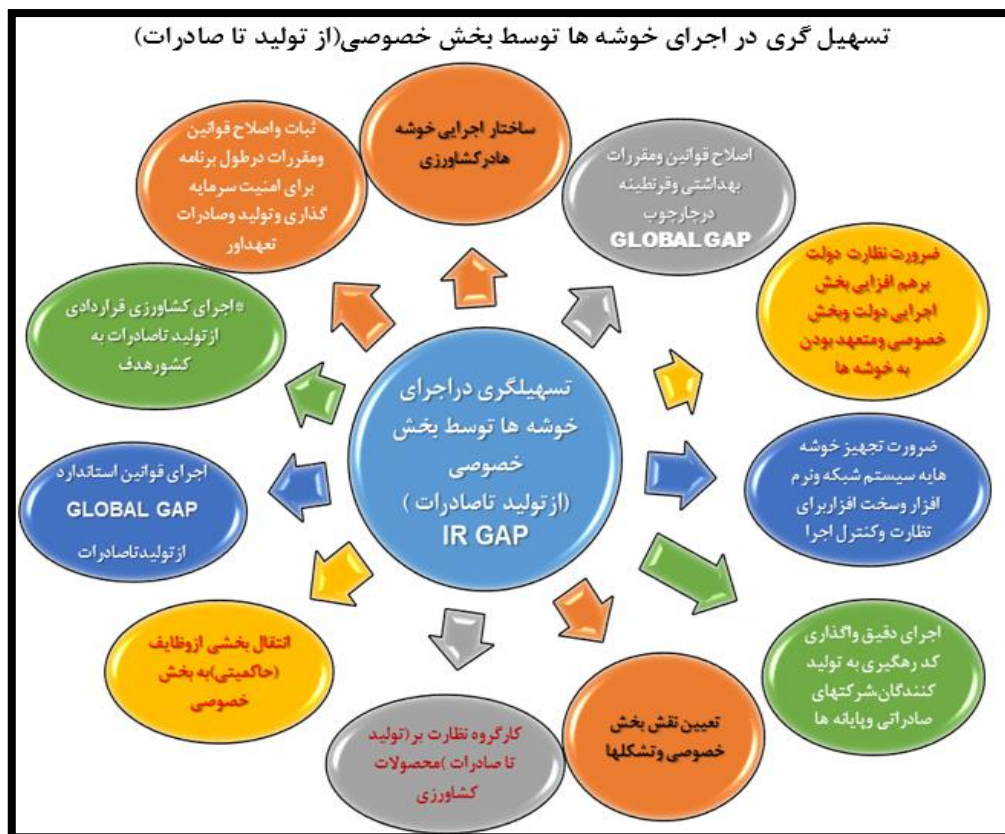 تسهیل گری در اجرای خوشه ها توسط بخش خصوصی(از تولید تا صادرات)
ساختار اجرایی خوشه
هادرکشاورزی
اصلاح قوانین ومقررات
بهداشتی وقرنطینه
درچارچوب
GLOBAL GAP
ضرورت نظارت دولت
برهم افزایی بخش
اجرایی دولت وبخش
خصوصی ومتعهد بودن
به خوشه ها
ضرورت تجهیز خوشه
هابه سیستم شبکه ونرم
افزار وسخت افزاربرای
نظارت وکنترل اجرا
اجرای دقیق واگذاری
کد رهگیری به تولید
کنندگان،شرکتهای
صادراتی وپایانه ها
تعیین نقش بخش
خصوصی وتشکلها
کارگروه نظارت بر(تولید
تا صادرات )محصولات
کشاورزی
انتقال بخشی ازوظایف
(حاکمیتی)به بخش
خصوصی
اجرای قوانین استاندارد
GLOBAL GAP
ازتولیدتاصادرات
*اجرای کشاورزی قراردادی
ازتولید تاصادرات به
کشورهدف
ثبات واصلاح قوانین
ومقررات درطول برنامه
برای امنیت سرمایه
گذاری وتولید وصادرات
تعهداور
تسهیلگری دراجرای
خوشه ها توسط بخش
خصوصی
(ازتولید تاصادرات )
IR GAP